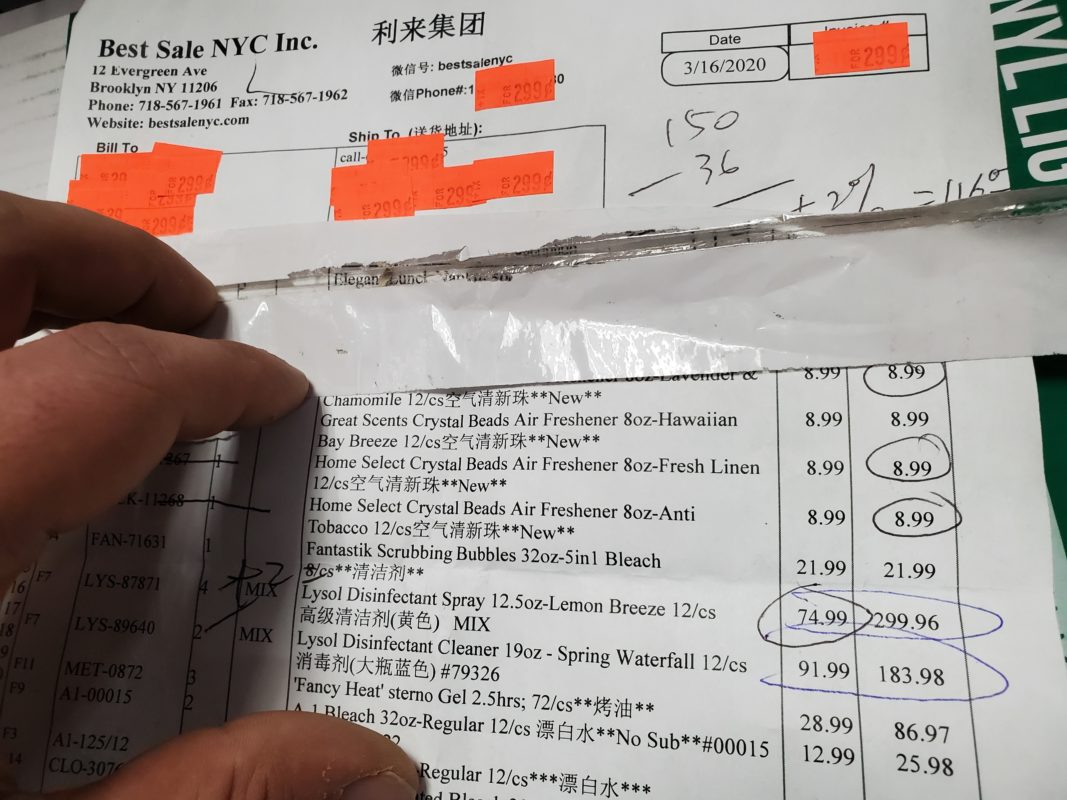 Best Sale NYC Inc.
利来集团
12 Evergreen Ave
Brooklyn NY 11206
Phone: 718-567-1961 Fax: 718-567-1962
Website: bestsalenyc.com
微信号: bestsalenyc
微信Phone#:1
Date
3/16/2020
NYL LIG
Bill To
Ship To (送货地址):
call-
299¢
150
36
+ 2% =
8oz-Lavender & 8.99 8.99
Chamomile 12/cs空气清新珠**New**
Great Scents Crystal Beads Air Freshener 8oz-Hawaiian 8.99 8.99
Bay Breeze 12/cs空气清新珠**New**
Home Select Crystal Beads Air Freshener 8oz-Fresh Linen 8.99 8.99
12/cs空气清新珠**New**
Home Select Crystal Beads Air Freshener 8oz-Anti 8.99 8.99
Tobacco 12/cs空气清新珠**New**
FAN-71631 1 Fantastik Scrubbing Bubbles 32oz-5in1 Bleach 21.99 21.99
8/cs**清洁剂**
F7 LYS-87871 4 MIX Lysol Disinfectant Spray 12.5oz-Lemon Breeze 12/cs 74.99 299.96
高级清洁剂(黄色) MIX
F7 LYS-89640 2 MIX Lysol Disinfectant Cleaner 19oz - Spring Waterfall 12/cs 91.99 183.98
消毒剂(大瓶蓝色) #79326
F11 MET-0872 3 'Fancy Heat' sterno Gel 2.5hrs; 72/cs**烤油** 28.99 86.97
F9 A1-00015 2 A-1 Bleach 32oz-Regular 12/cs 漂白水**No Sub**#00015 12.99 25.98
F3 A1-125/12 Regular 12/cs***漂白水***
14 CLO-3076